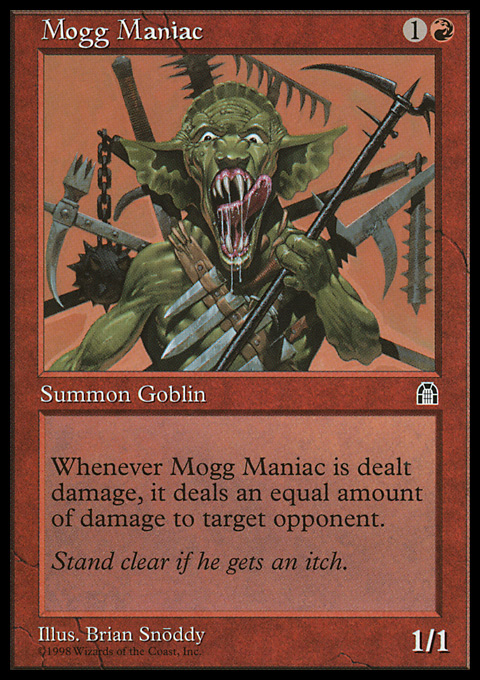 Mogg Maniac 1
Summon Goblin
Whenever Mogg Maniac is dealt
damage, it deals an equal amount
of damage to target opponent.
Stand clear if he gets an itch.
Illus. Brian Snōddy
©1998 Wizards of the Coast, Inc.
1/1